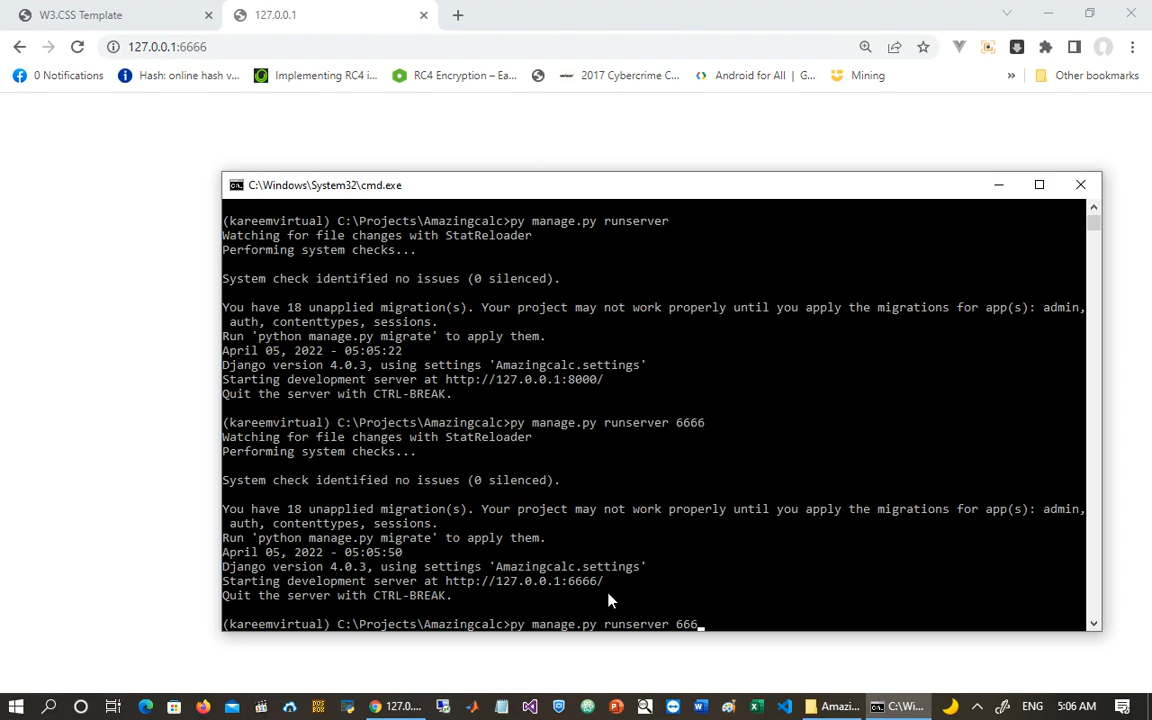 W3.CSS Template
127.0.0.1
127.0.0.1:6666
0 Notifications
Hash: online hash v...
Implementing RC4 i...
RC4 Encryption – Ea...
2017 Cybercrime C...
Android for All | G...
Mining
»
Other bookmarks
C:\Windows\System32\cmd.exe
(kareemvirtual) C:\Projects\Amazingcalc>py manage.py runserver
Watching for file changes with StatReloader
Performing system checks...
System check identified no issues (0 silenced).
You have 18 unapplied migration(s). Your project may not work properly until you apply the migrations for app(s): admin,
auth, contenttypes, sessions.
Run 'python manage.py migrate' to apply them.
April 05, 2022 - 05:05:22
Django version 4.0.3, using settings 'Amazingcalc.settings'
Starting development server at http://127.0.0.1:8000/
Quit the server with CTRL-BREAK.
(kareemvirtual) C:\Projects\Amazingcalc>py manage.py runserver 6666
Watching for file changes with StatReloader
Performing system checks...
System check identified no issues (0 silenced).
You have 18 unapplied migration(s). Your project may not work properly until you apply the migrations for app(s): admin,
auth, contenttypes, sessions.
Run 'python manage.py migrate' to apply them.
April 05, 2022 - 05:05:50
Django version 4.0.3, using settings 'Amazingcalc.settings'
Starting development server at http://127.0.0.1:6666/
Quit the server with CTRL-BREAK.
(kareemvirtual) C:\Projects\Amazingcalc>py manage.py runserver 666_
127.0....
Amazi...
C:\Wi...
ENG
5:06 AM